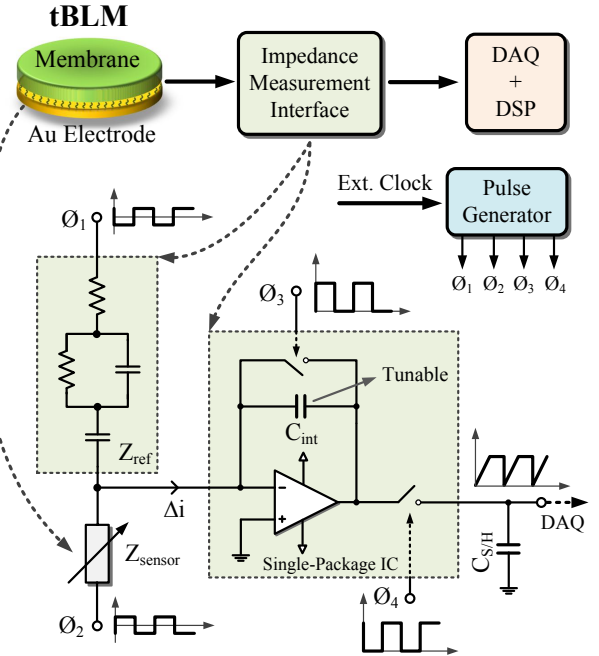 tBLM
Membrane
Au Electrode
Impedance
Measurement
Interface
DAQ
+
DSP
Ext. Clock
Pulse
Generator
Ø1 Ø2 Ø3 Ø4
Ø1
Zref
Ø3
Tunable
Cint
−
+
Single-Package IC
Δi
Zsensor
Ø2
Ø4
CS/H
DAQ